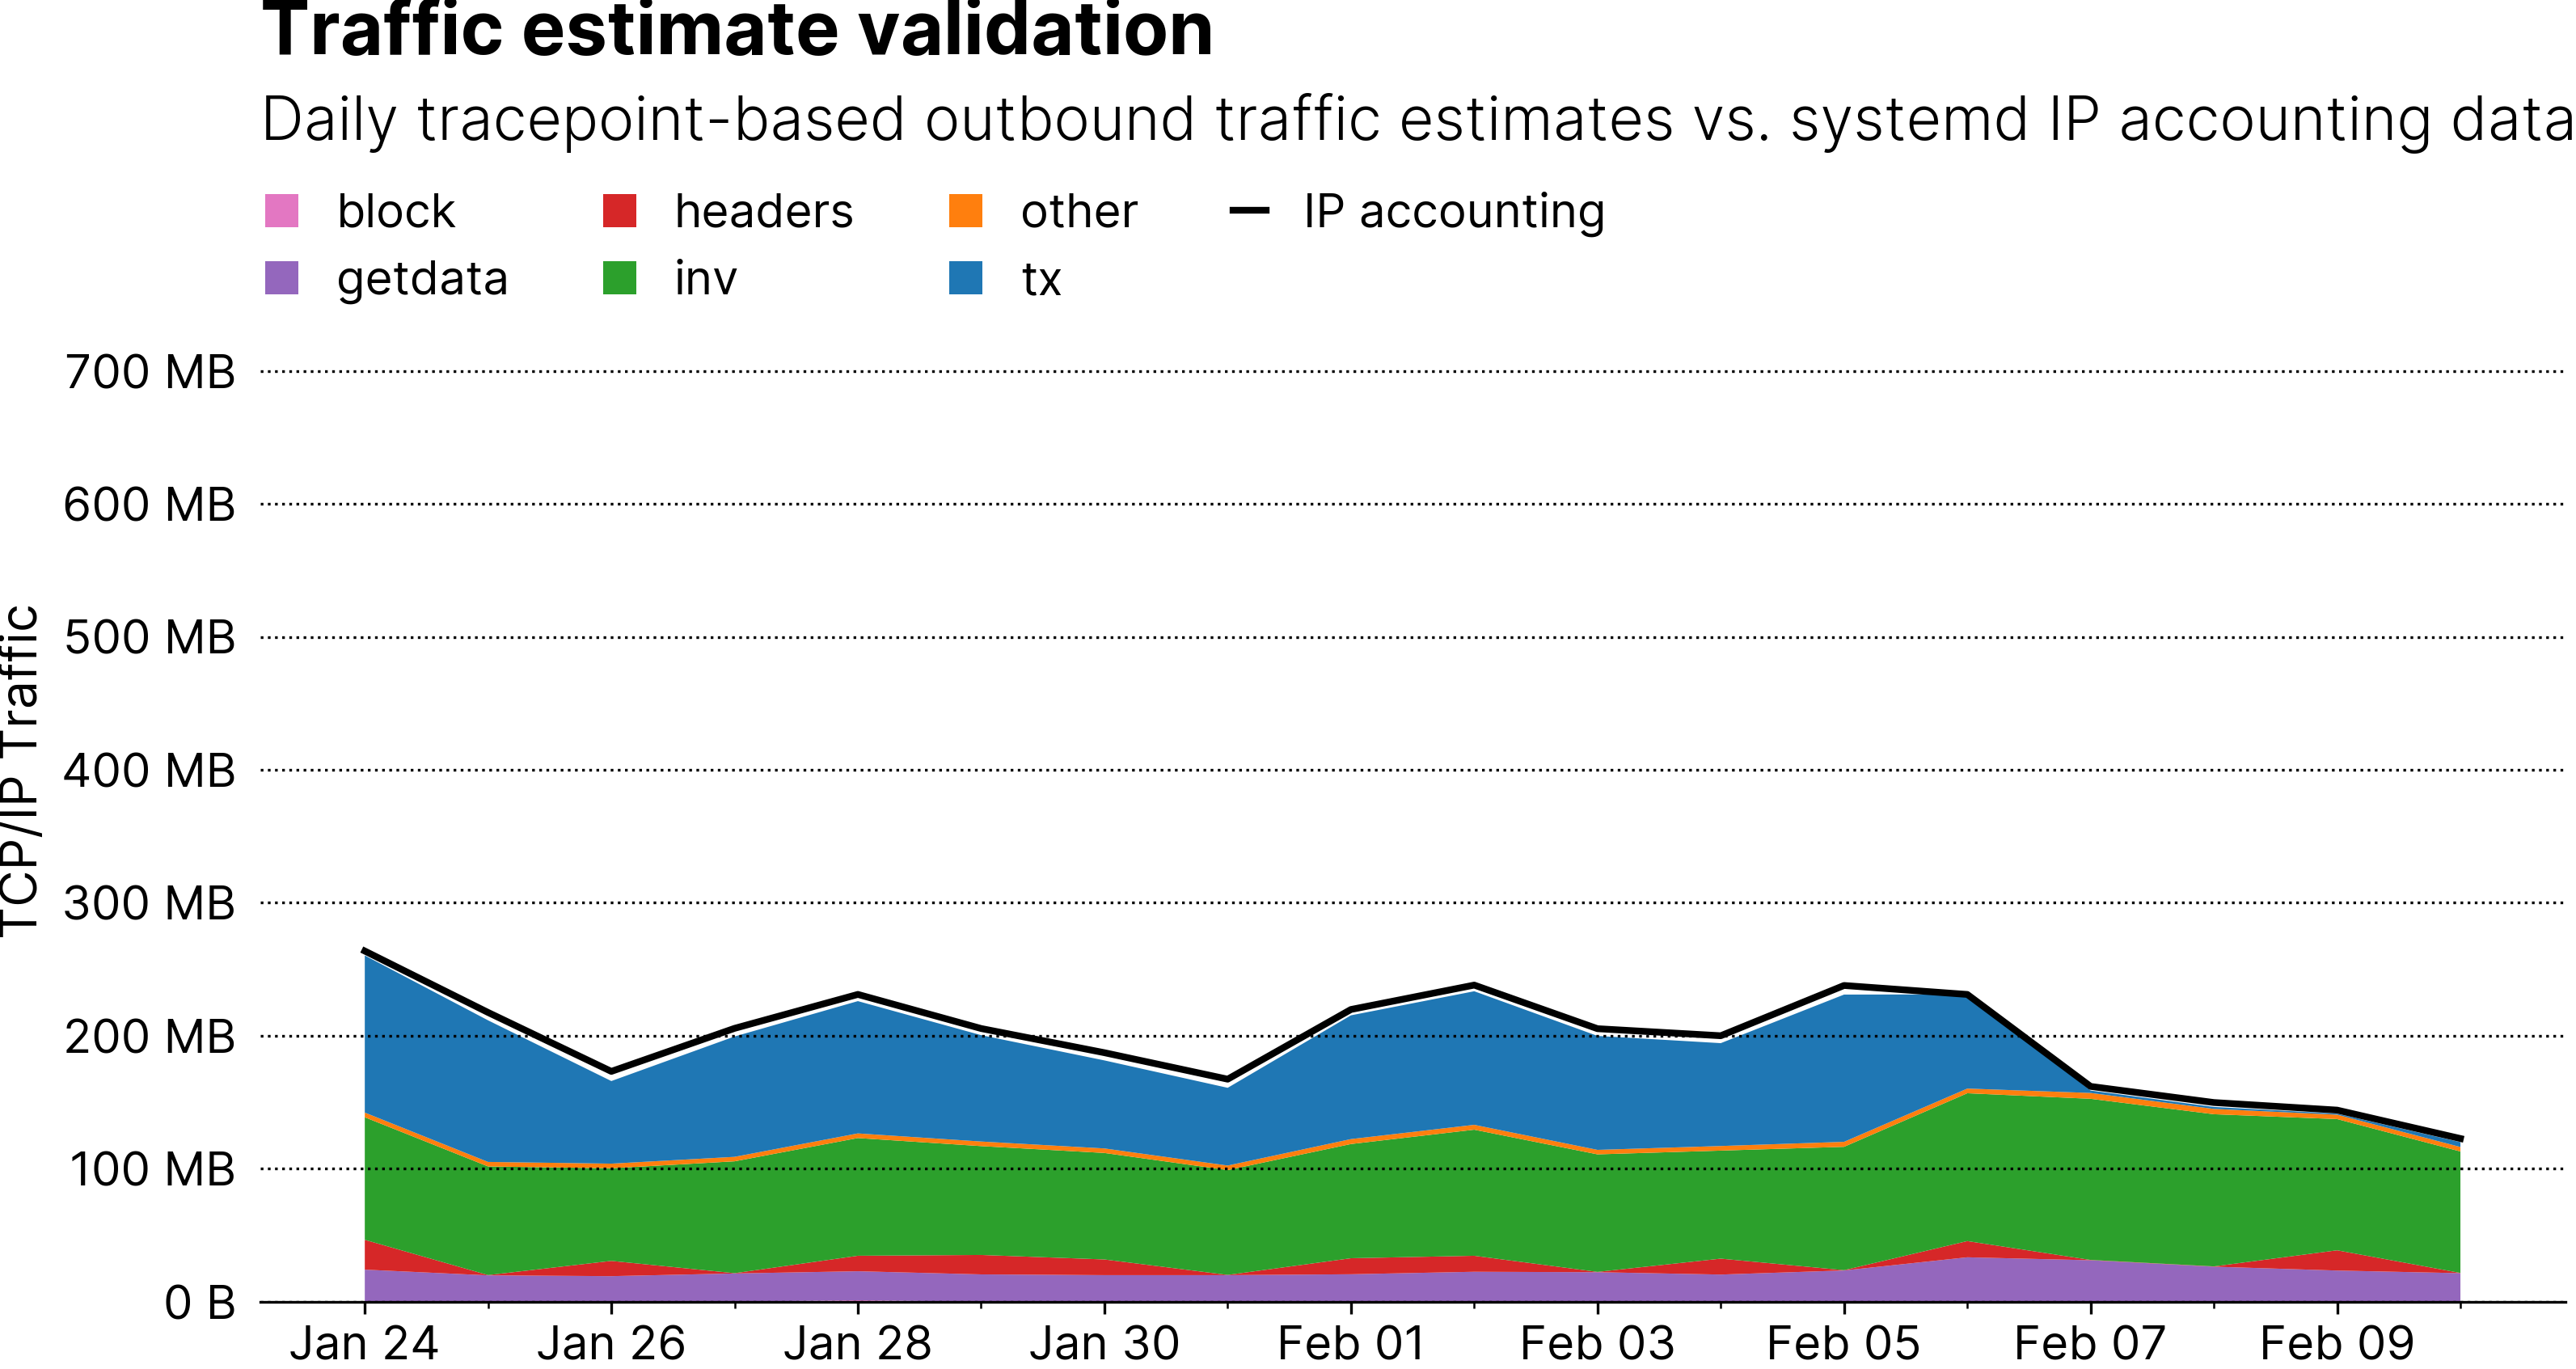 Traffic estimate validation
Daily tracepoint-based outbound traffic estimates vs. systemd IP accounting data
block headers other IP accounting
getdata inv tx
700 MB
600 MB
500 MB
400 MB
300 MB
200 MB
100 MB
0 B
TCP/IP Traffic
Jan 24 Jan 26 Jan 28 Jan 30 Feb 01 Feb 03 Feb 05 Feb 07 Feb 09